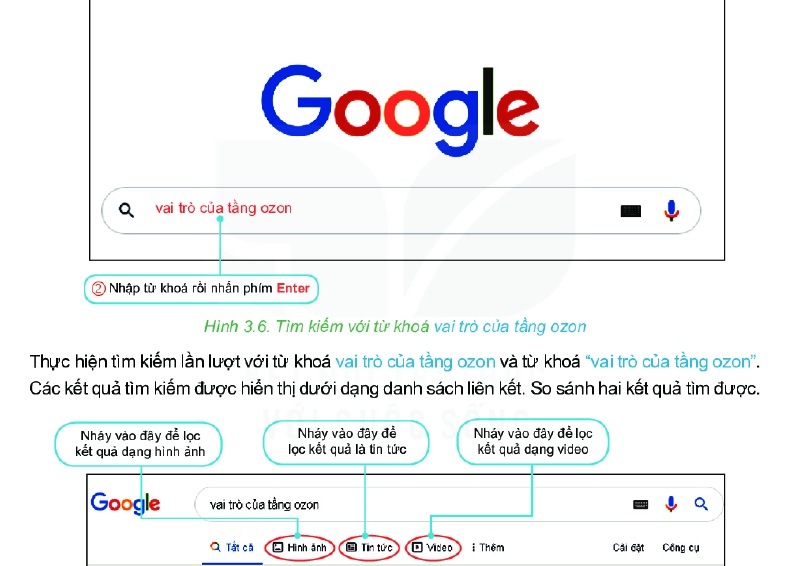 Google
vai trò của tầng ozon
② Nhập từ khoá rồi nhấn phím Enter
Hình 3.6. Tìm kiếm với từ khoá vai trò của tầng ozon
Thực hiện tìm kiếm lần lượt với từ khoá vai trò của tầng ozon và từ khoá “vai trò của tầng ozon”.
Các kết quả tìm kiếm được hiển thị dưới dạng danh sách liên kết. So sánh hai kết quả tìm được.
Nháy vào đây để lọc
kết quả dạng hình ảnh
Nháy vào đây để
lọc kết quả là tin tức
Nháy vào đây để lọc
kết quả dạng video
Google
vai trò của tầng ozon
Tất cả Hình ảnh Tin tức Video Thêm Cài đặt Công cụ